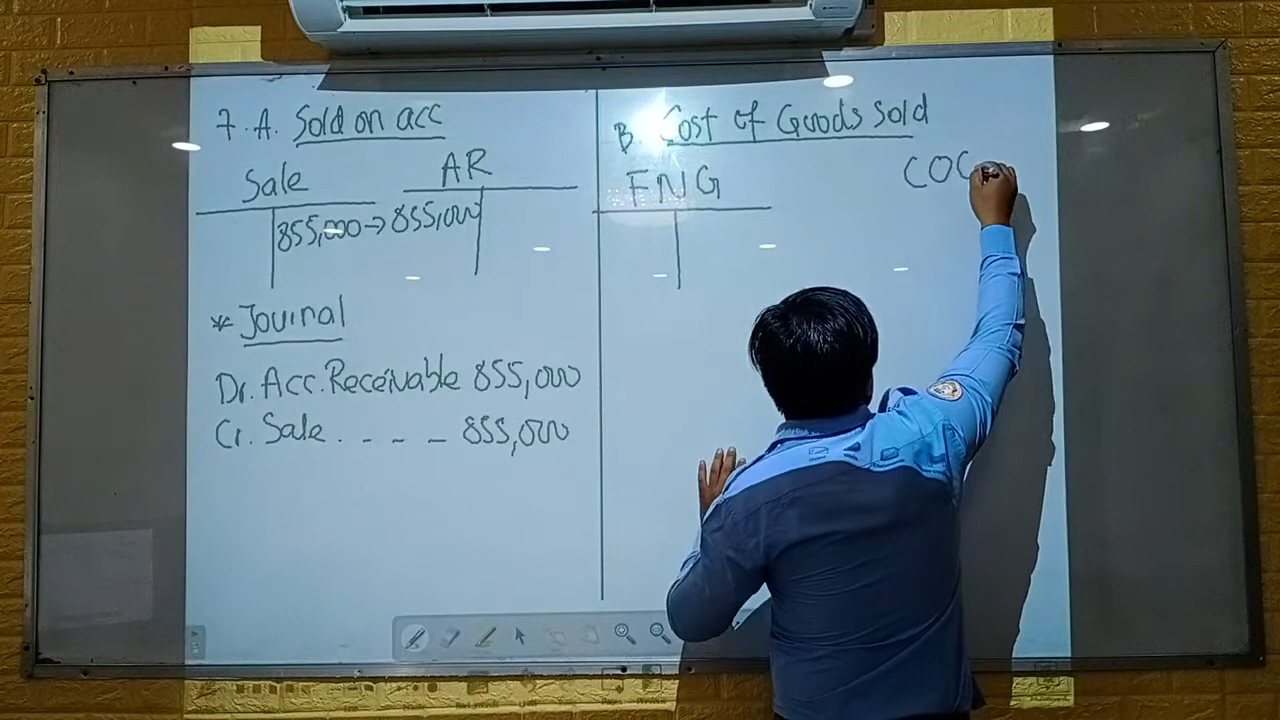 7. A. Sold on acc
Sale
AR
855,000 → 855,000
* Journal
Dr. Acc. Receivable 855,000
Cr. Sale. - - - 855,000
B. Cost of Goods Sold
FNG
COG